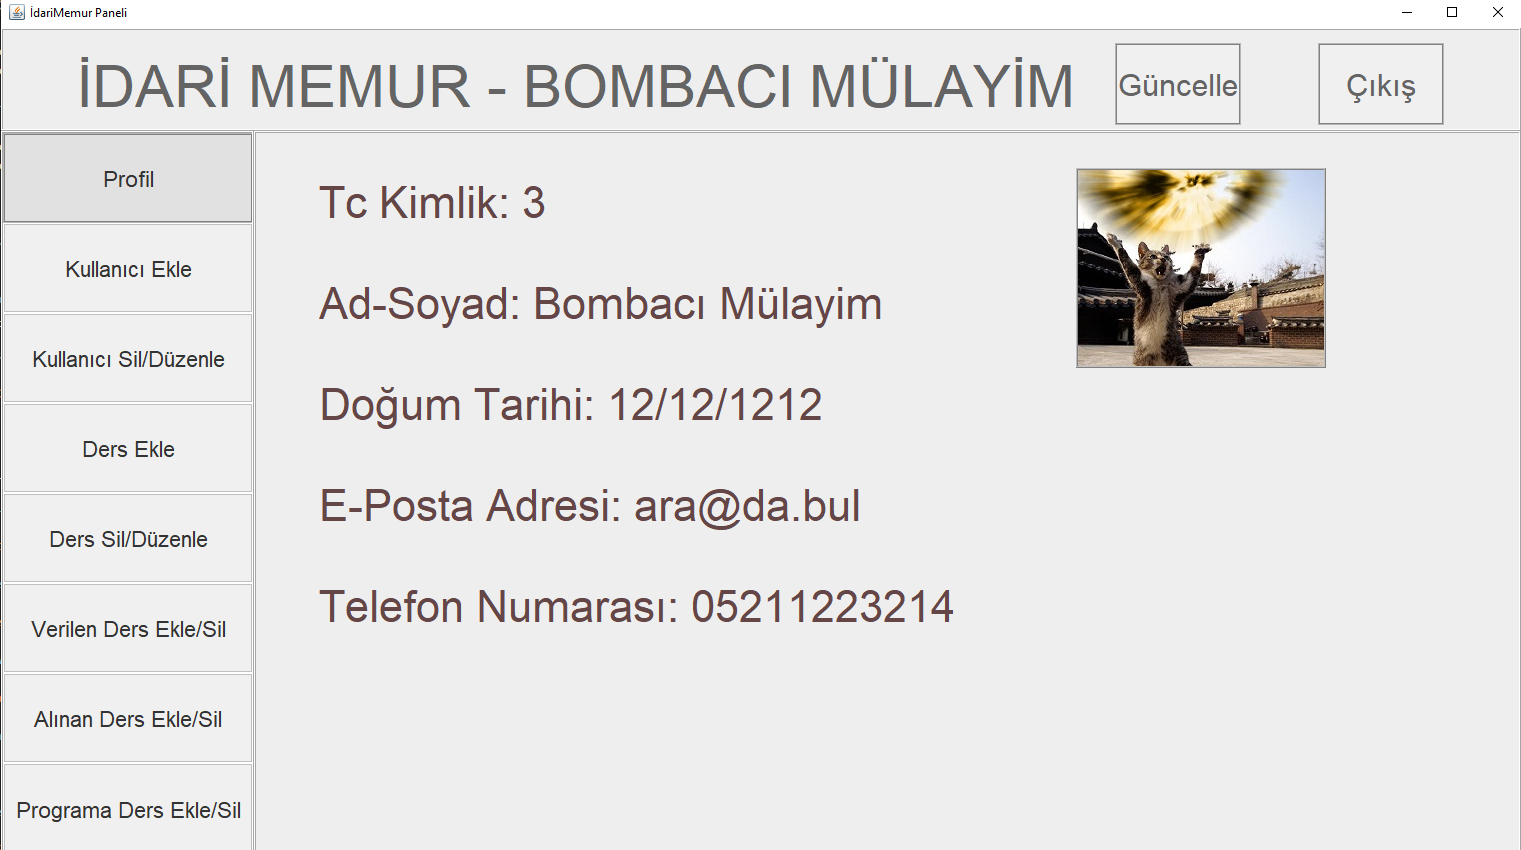 İdariMemur Paneli
İDARİ MEMUR - BOMBACI MÜLAYİM
Güncelle
Çıkış
Profil
Kullanıcı Ekle
Kullanıcı Sil/Düzenle
Ders Ekle
Ders Sil/Düzenle
Verilen Ders Ekle/Sil
Alınan Ders Ekle/Sil
Programa Ders Ekle/Sil
Tc Kimlik: 3
Ad-Soyad: Bombacı Mülayim
Doğum Tarihi: 12/12/1212
E-Posta Adresi: ara@da.bul
Telefon Numarası: 05211223214